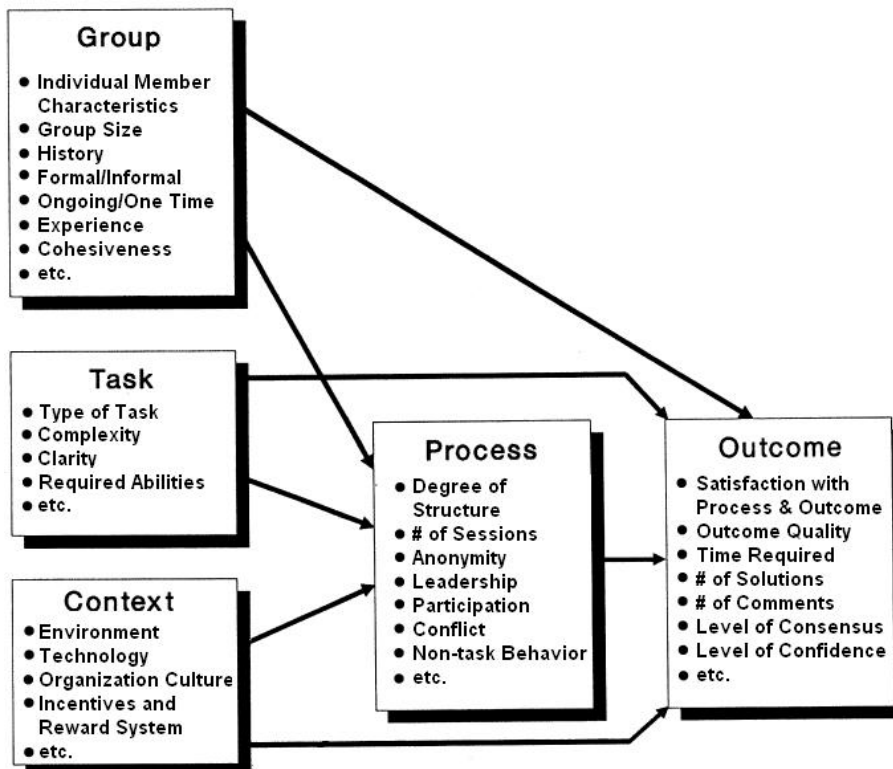 Group
● Individual Member
Characteristics
● Group Size
● History
● Formal/Informal
● Ongoing/One Time
● Experience
● Cohesiveness
● etc.
Task
● Type of Task
● Complexity
● Clarity
● Required Abilities
● etc.
Context
● Environment
● Technology
● Organization Culture
● Incentives and
Reward System
● etc.
Process
● Degree of
Structure
● # of Sessions
● Anonymity
● Leadership
● Participation
● Conflict
● Non-task Behavior
● etc.
Outcome
● Satisfaction with
Process & Outcome
● Outcome Quality
● Time Required
● # of Solutions
● # of Comments
● Level of Consensus
● Level of Confidence
● etc.